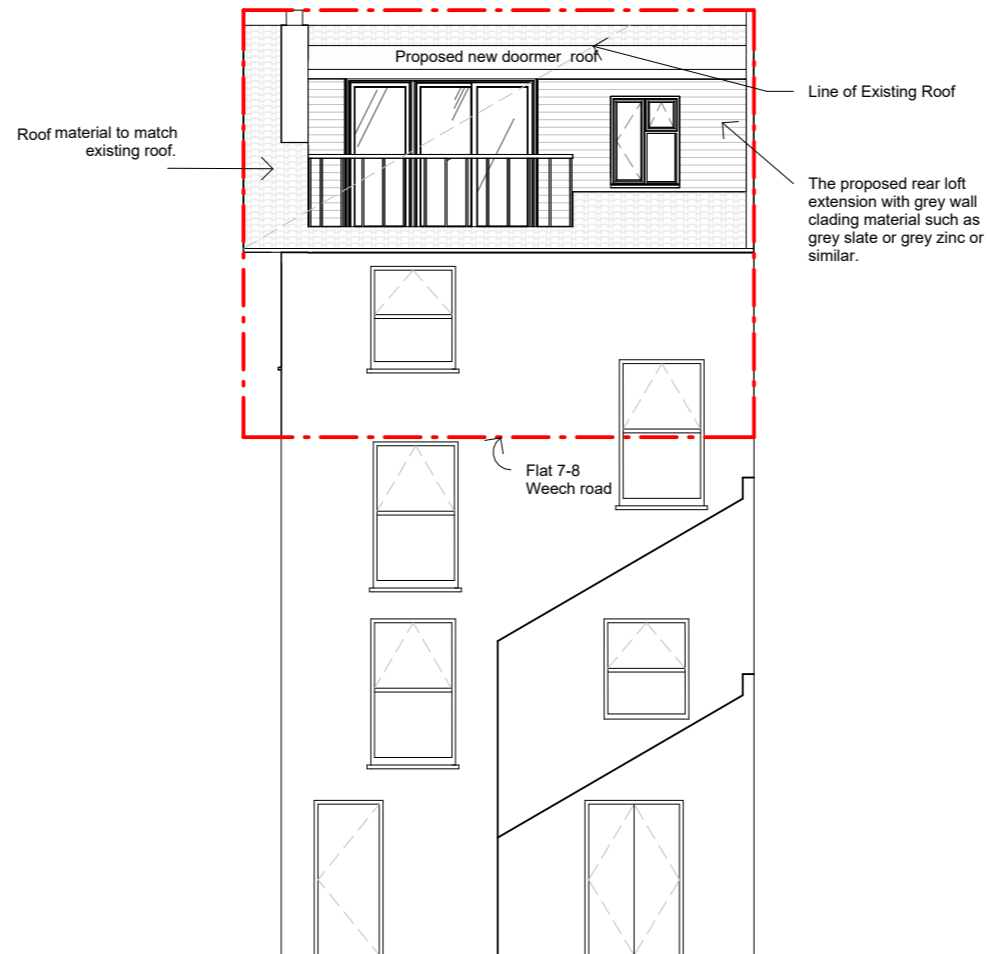 Proposed new doormer roof
Line of Existing Roof
Roof material to match
existing roof.
The proposed rear loft
extension with grey wall
clading material such as
grey slate or grey zinc or
similar.
Flat 7-8
Weech road